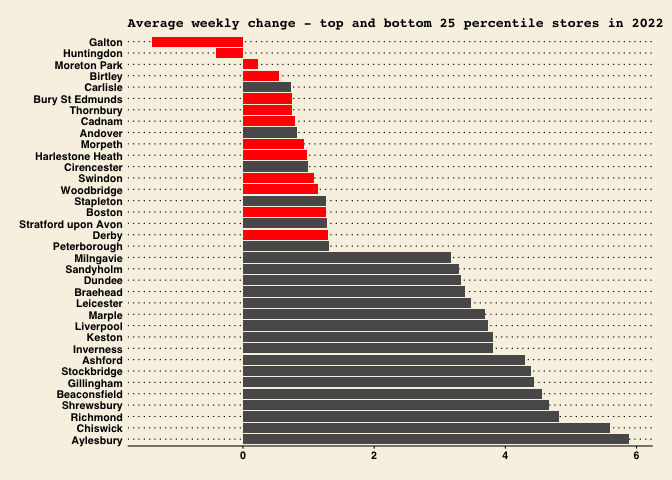 Average weekly change - top and bottom 25 percentile stores in 2022
Galton
Huntingdon
Moreton Park
Birtley
Carlisle
Bury St Edmunds
Thornbury
Cadnam
Andover
Morpeth
Harlestone Heath
Cirencester
Swindon
Woodbridge
Stapleton
Boston
Stratford upon Avon
Derby
Peterborough
Milngavie
Sandyholm
Dundee
Braehead
Leicester
Marple
Liverpool
Keston
Inverness
Ashford
Stockbridge
Gillingham
Beaconsfield
Shrewsbury
Richmond
Chiswick
Aylesbury
0 2 4 6